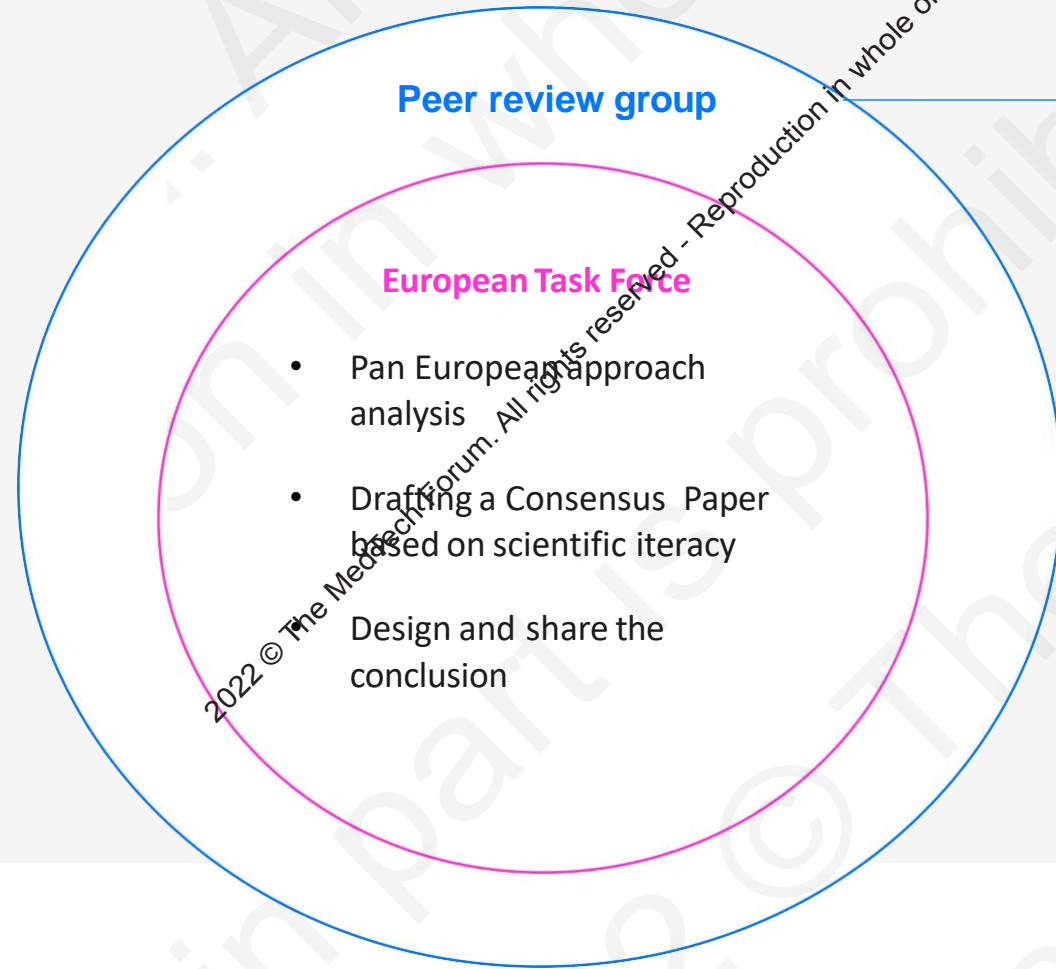 Peer review group
European Task Force
• Pan European approach
analysis
• Drafting a Consensus Paper
based on scientific iteracy
• Design and share the
conclusion
2022 © The MedTech Forum. All rights reserved - Reproduction in whole o